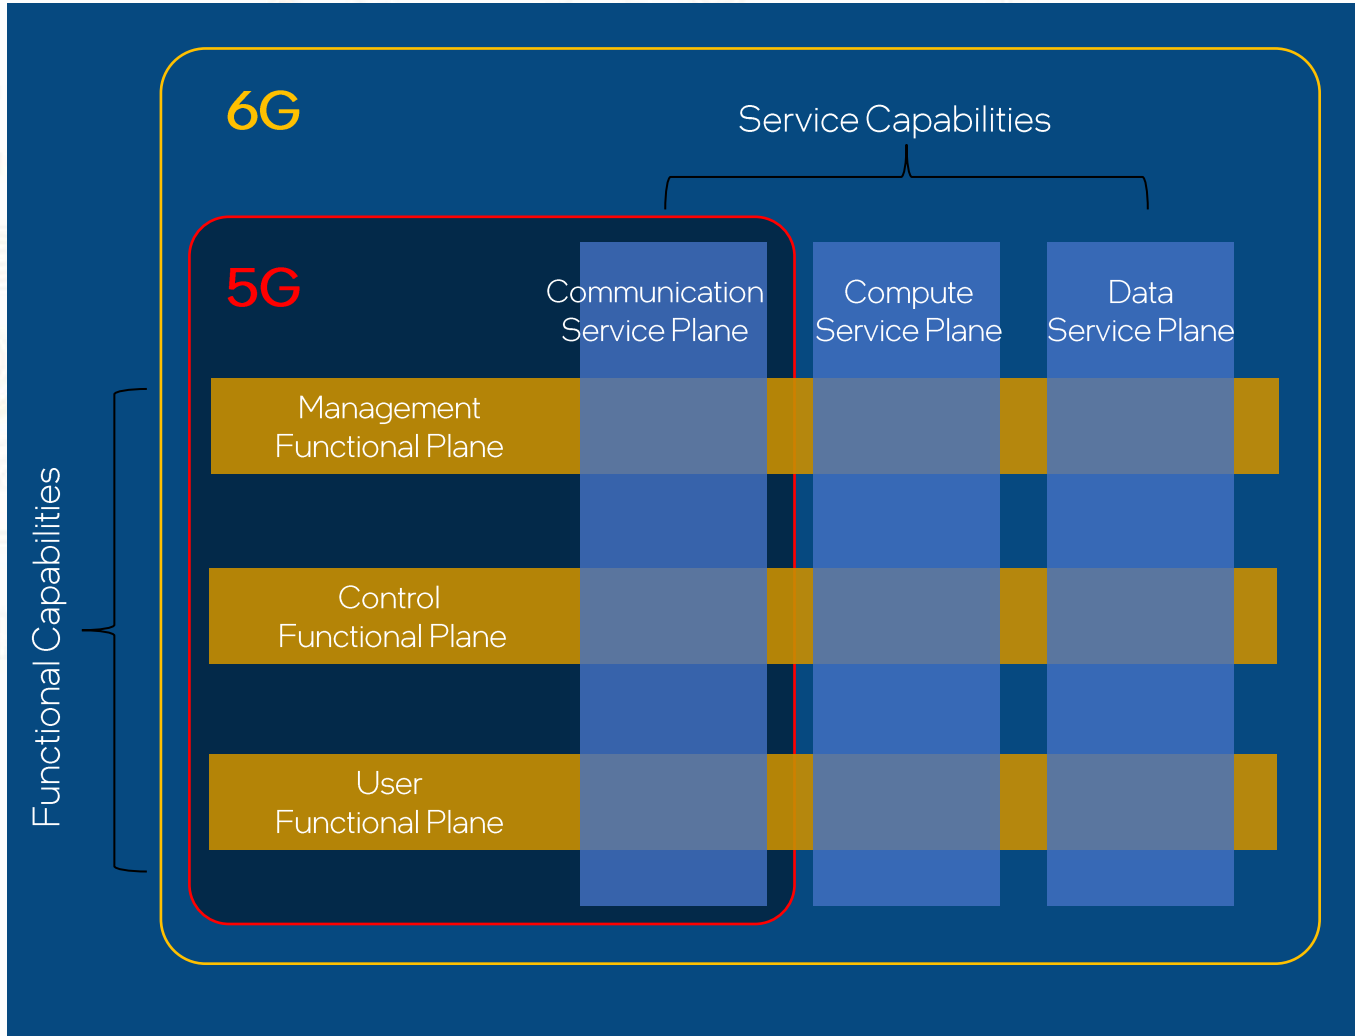 6G
Service Capabilities
5G
Communication
Service Plane
Compute
Service Plane
Data
Service Plane
Management
Functional Plane
Control
Functional Plane
User
Functional Plane
Functional Capabilities